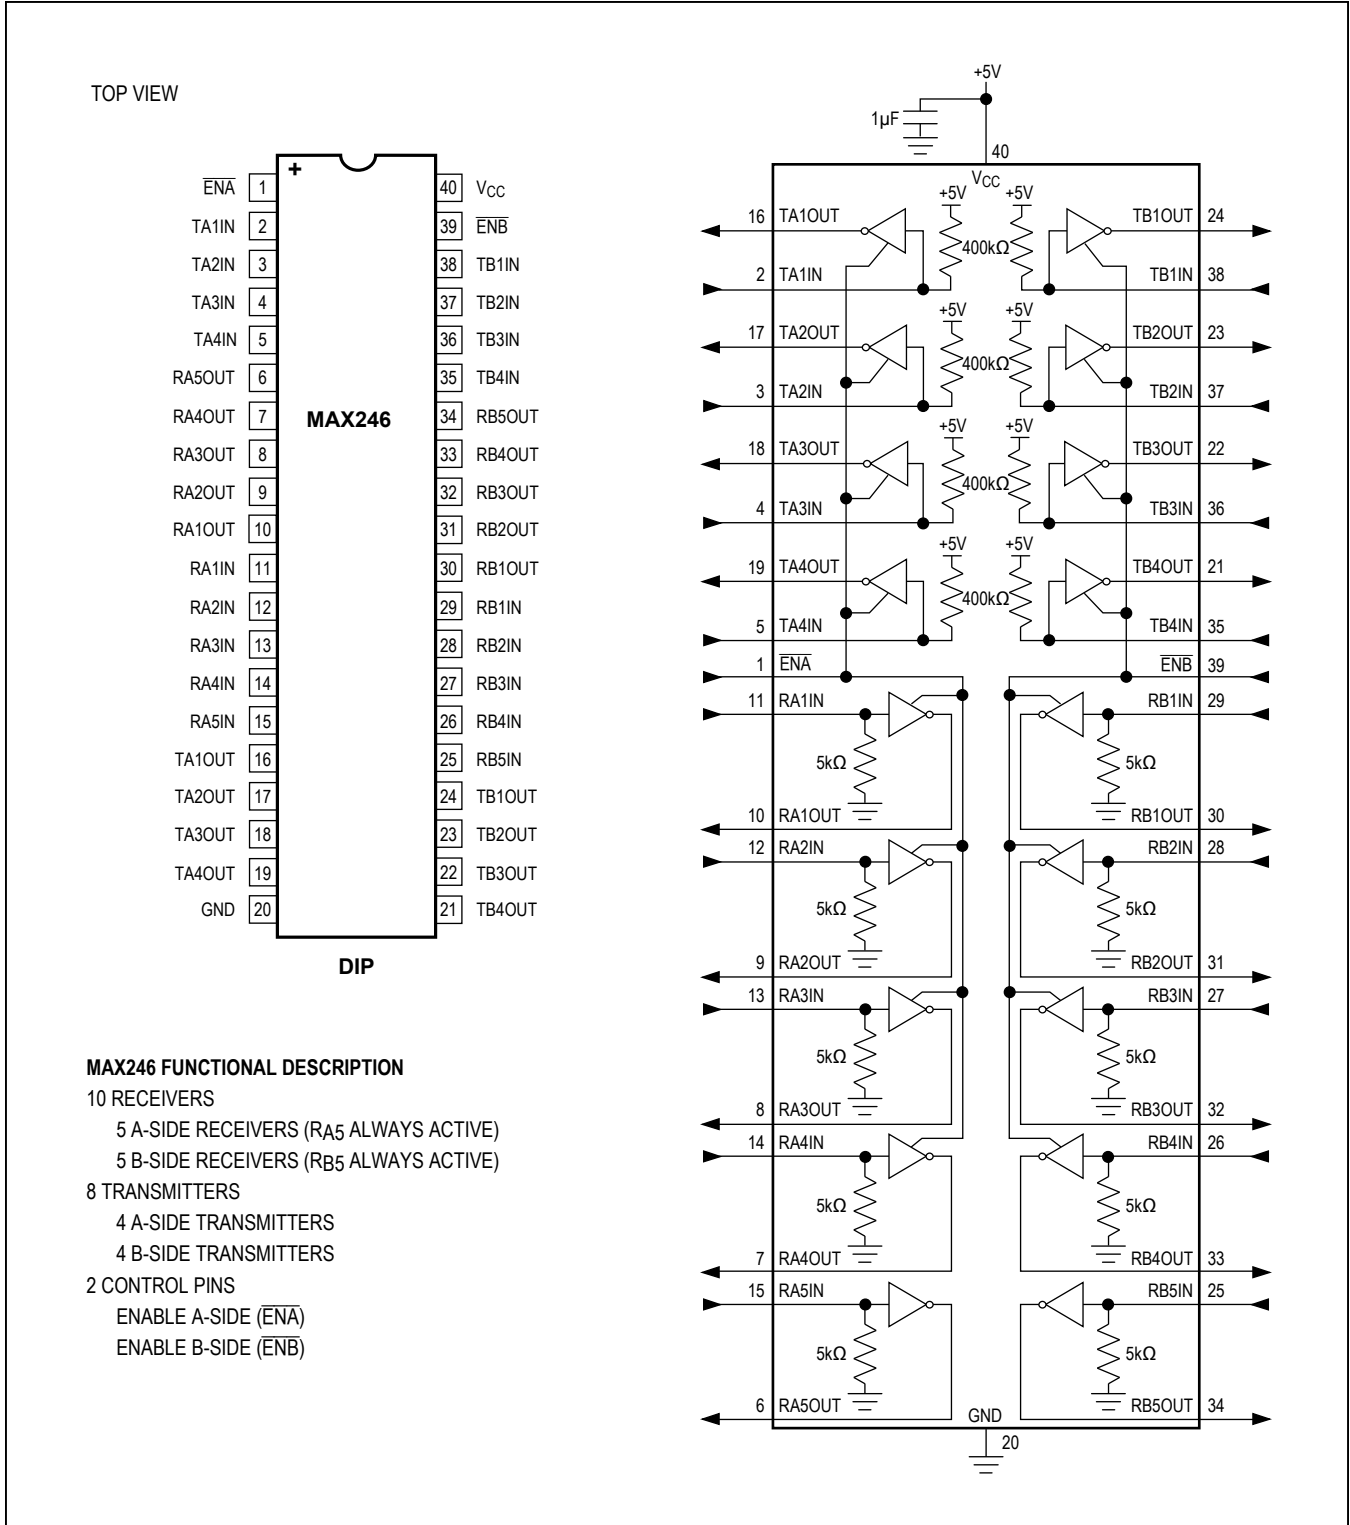 TOP VIEW
+
ENA 1
TA1IN 2
TA2IN 3
TA3IN 4
TA4IN 5
RA5OUT 6
RA4OUT 7
RA3OUT 8
RA2OUT 9
RA1OUT 10
RA1IN 11
RA2IN 12
RA3IN 13
RA4IN 14
RA5IN 15
TA1OUT 16
TA2OUT 17
TA3OUT 18
TA4OUT 19
GND 20
MAX246
40 VCC
39 ENB
38 TB1IN
37 TB2IN
36 TB3IN
35 TB4IN
34 RB5OUT
33 RB4OUT
32 RB3OUT
31 RB2OUT
30 RB1OUT
29 RB1IN
28 RB2IN
27 RB3IN
26 RB4IN
25 RB5IN
24 TB1OUT
23 TB2OUT
22 TB3OUT
21 TB4OUT
DIP
MAX246 FUNCTIONAL DESCRIPTION
10 RECEIVERS
5 A-SIDE RECEIVERS (RA5 ALWAYS ACTIVE)
5 B-SIDE RECEIVERS (RB5 ALWAYS ACTIVE)
8 TRANSMITTERS
4 A-SIDE TRANSMITTERS
4 B-SIDE TRANSMITTERS
2 CONTROL PINS
ENABLE A-SIDE (ENA)
ENABLE B-SIDE (ENB)
+5V
1µF
40
VCC
+5V +5V
16 TA1OUT TB1OUT 24
400kΩ
2 TA1IN TB1IN 38
+5V +5V
17 TA2OUT TB2OUT 23
400kΩ
3 TA2IN TB2IN 37
+5V +5V
18 TA3OUT TB3OUT 22
400kΩ
4 TA3IN TB3IN 36
+5V +5V
19 TA4OUT TB4OUT 21
400kΩ
5 TA4IN TB4IN 35
1 ENA ENB 39
11 RA1IN RB1IN 29
5kΩ 5kΩ
10 RA1OUT RB1OUT 30
12 RA2IN RB2IN 28
5kΩ 5kΩ
9 RA2OUT RB2OUT 31
13 RA3IN RB3IN 27
5kΩ 5kΩ
8 RA3OUT RB3OUT 32
14 RA4IN RB4IN 26
5kΩ 5kΩ
7 RA4OUT RB4OUT 33
15 RA5IN RB5IN 25
5kΩ 5kΩ
6 RA5OUT RB5OUT 34
GND
20